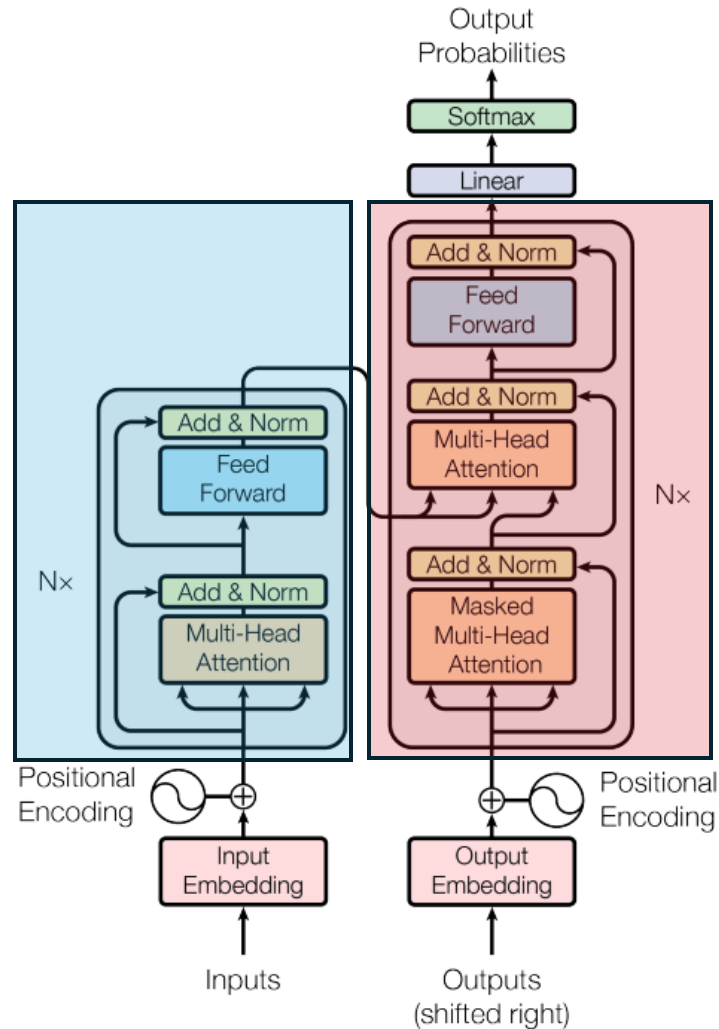 Output
Probabilities
Softmax
Linear
Add & Norm
Feed
Forward
Add & Norm
Multi-Head
Attention
Add & Norm
Masked
Multi-Head
Attention
N×
Add & Norm
Feed
Forward
Add & Norm
Multi-Head
Attention
N×
Positional
Encoding
Input
Embedding
Inputs
Positional
Encoding
Output
Embedding
Outputs
(shifted right)